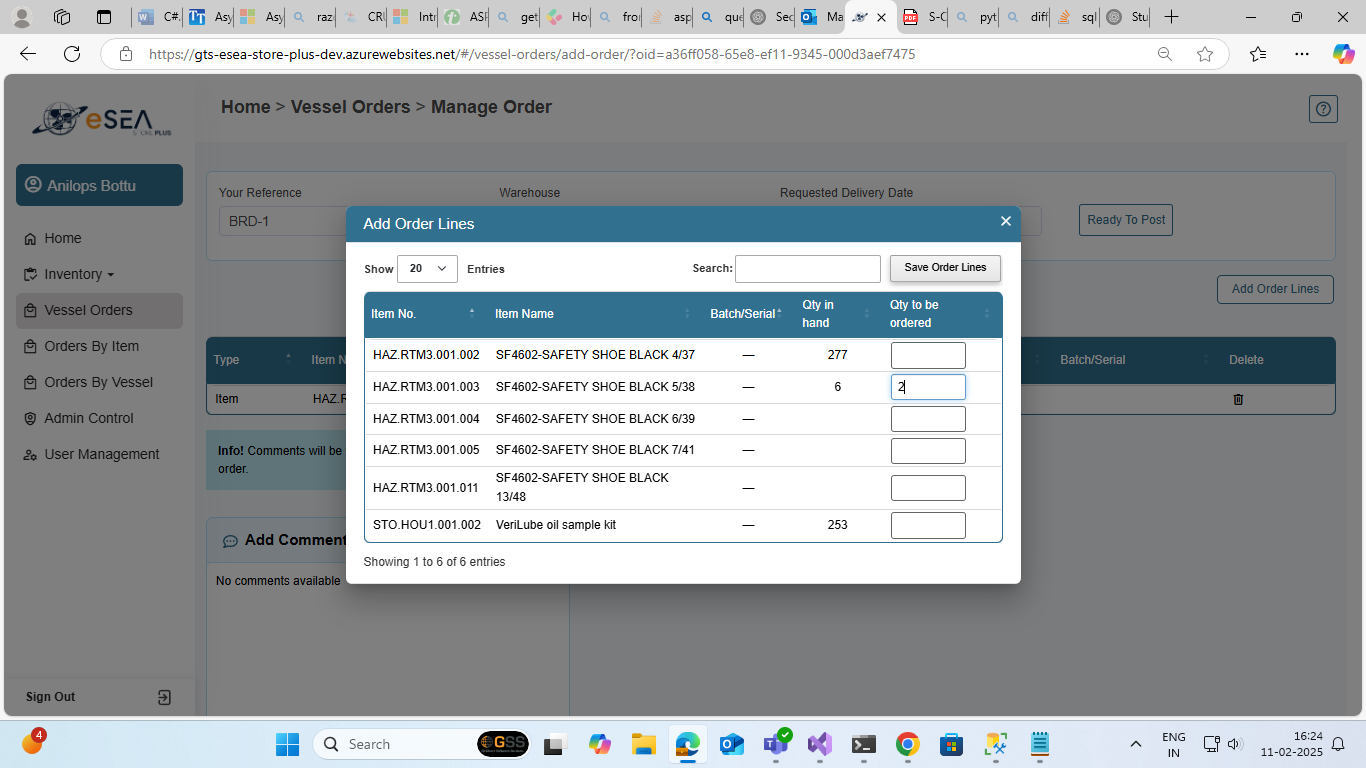 C#
Asy
Asy
razo
CRU
Int
ASP
get
Ho
fror
asp
que
Sec
Ma
S-C
pyt
diff
sql
Stu
https://gts-esea-store-plus-dev.azurewebsites.net/#/vessel-orders/add-order/?oid=a36ff058-65e8-ef11-9345-000d3aef7475
eSEA
PLUS
Home > Vessel Orders > Manage Order
Anilops Bottu
Home
Inventory
Vessel Orders
Orders By Item
Orders By Vessel
Admin Control
User Management
Sign Out
Your Reference Warehouse Requested Delivery Date
BRD-1
Ready To Post
Add Order Lines
Type Item N Batch/Serial Delete
Item HAZ.R
Info! Comments will be
order.
Add Commen
No comments available
Add Order Lines
Show 20 Entries Search: Save Order Lines
Item No. Item Name Batch/Serial Qty in hand Qty to be ordered
HAZ.RTM3.001.002 SF4602-SAFETY SHOE BLACK 4/37 — 277
HAZ.RTM3.001.003 SF4602-SAFETY SHOE BLACK 5/38 — 6 2
HAZ.RTM3.001.004 SF4602-SAFETY SHOE BLACK 6/39 —
HAZ.RTM3.001.005 SF4602-SAFETY SHOE BLACK 7/41 —
HAZ.RTM3.001.011 SF4602-SAFETY SHOE BLACK 13/48 —
STO.HOU1.001.002 VeriLube oil sample kit — 253
Showing 1 to 6 of 6 entries
4
Search
GSS
ENG
IN
16:24
11-02-2025